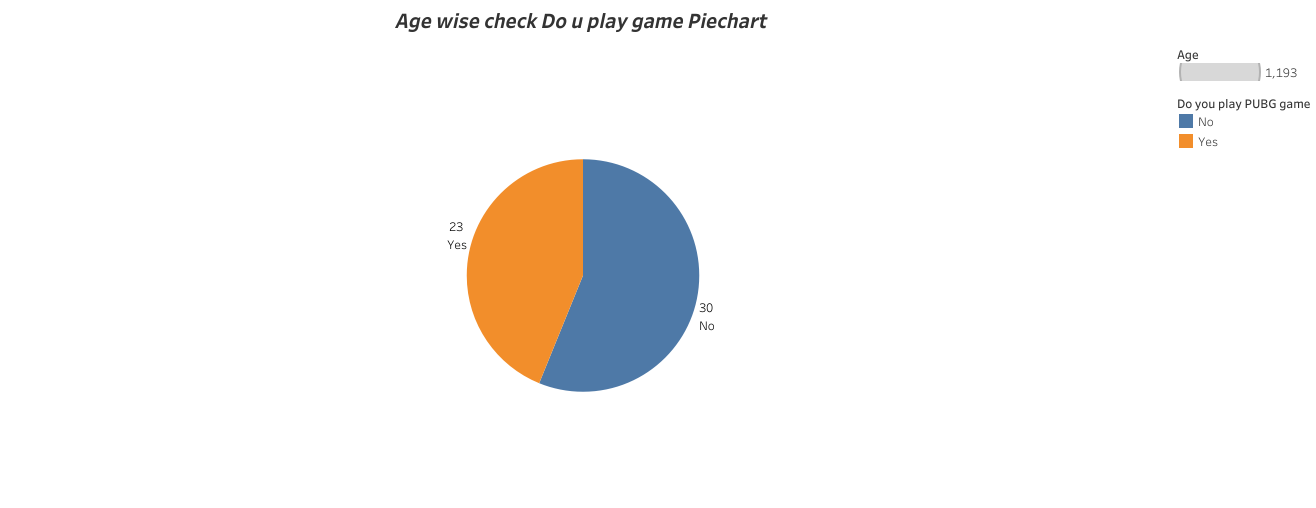 Age wise check Do u play game Piechart
Age
1,193
Do you play PUBG game
No
Yes
23
Yes
30
No